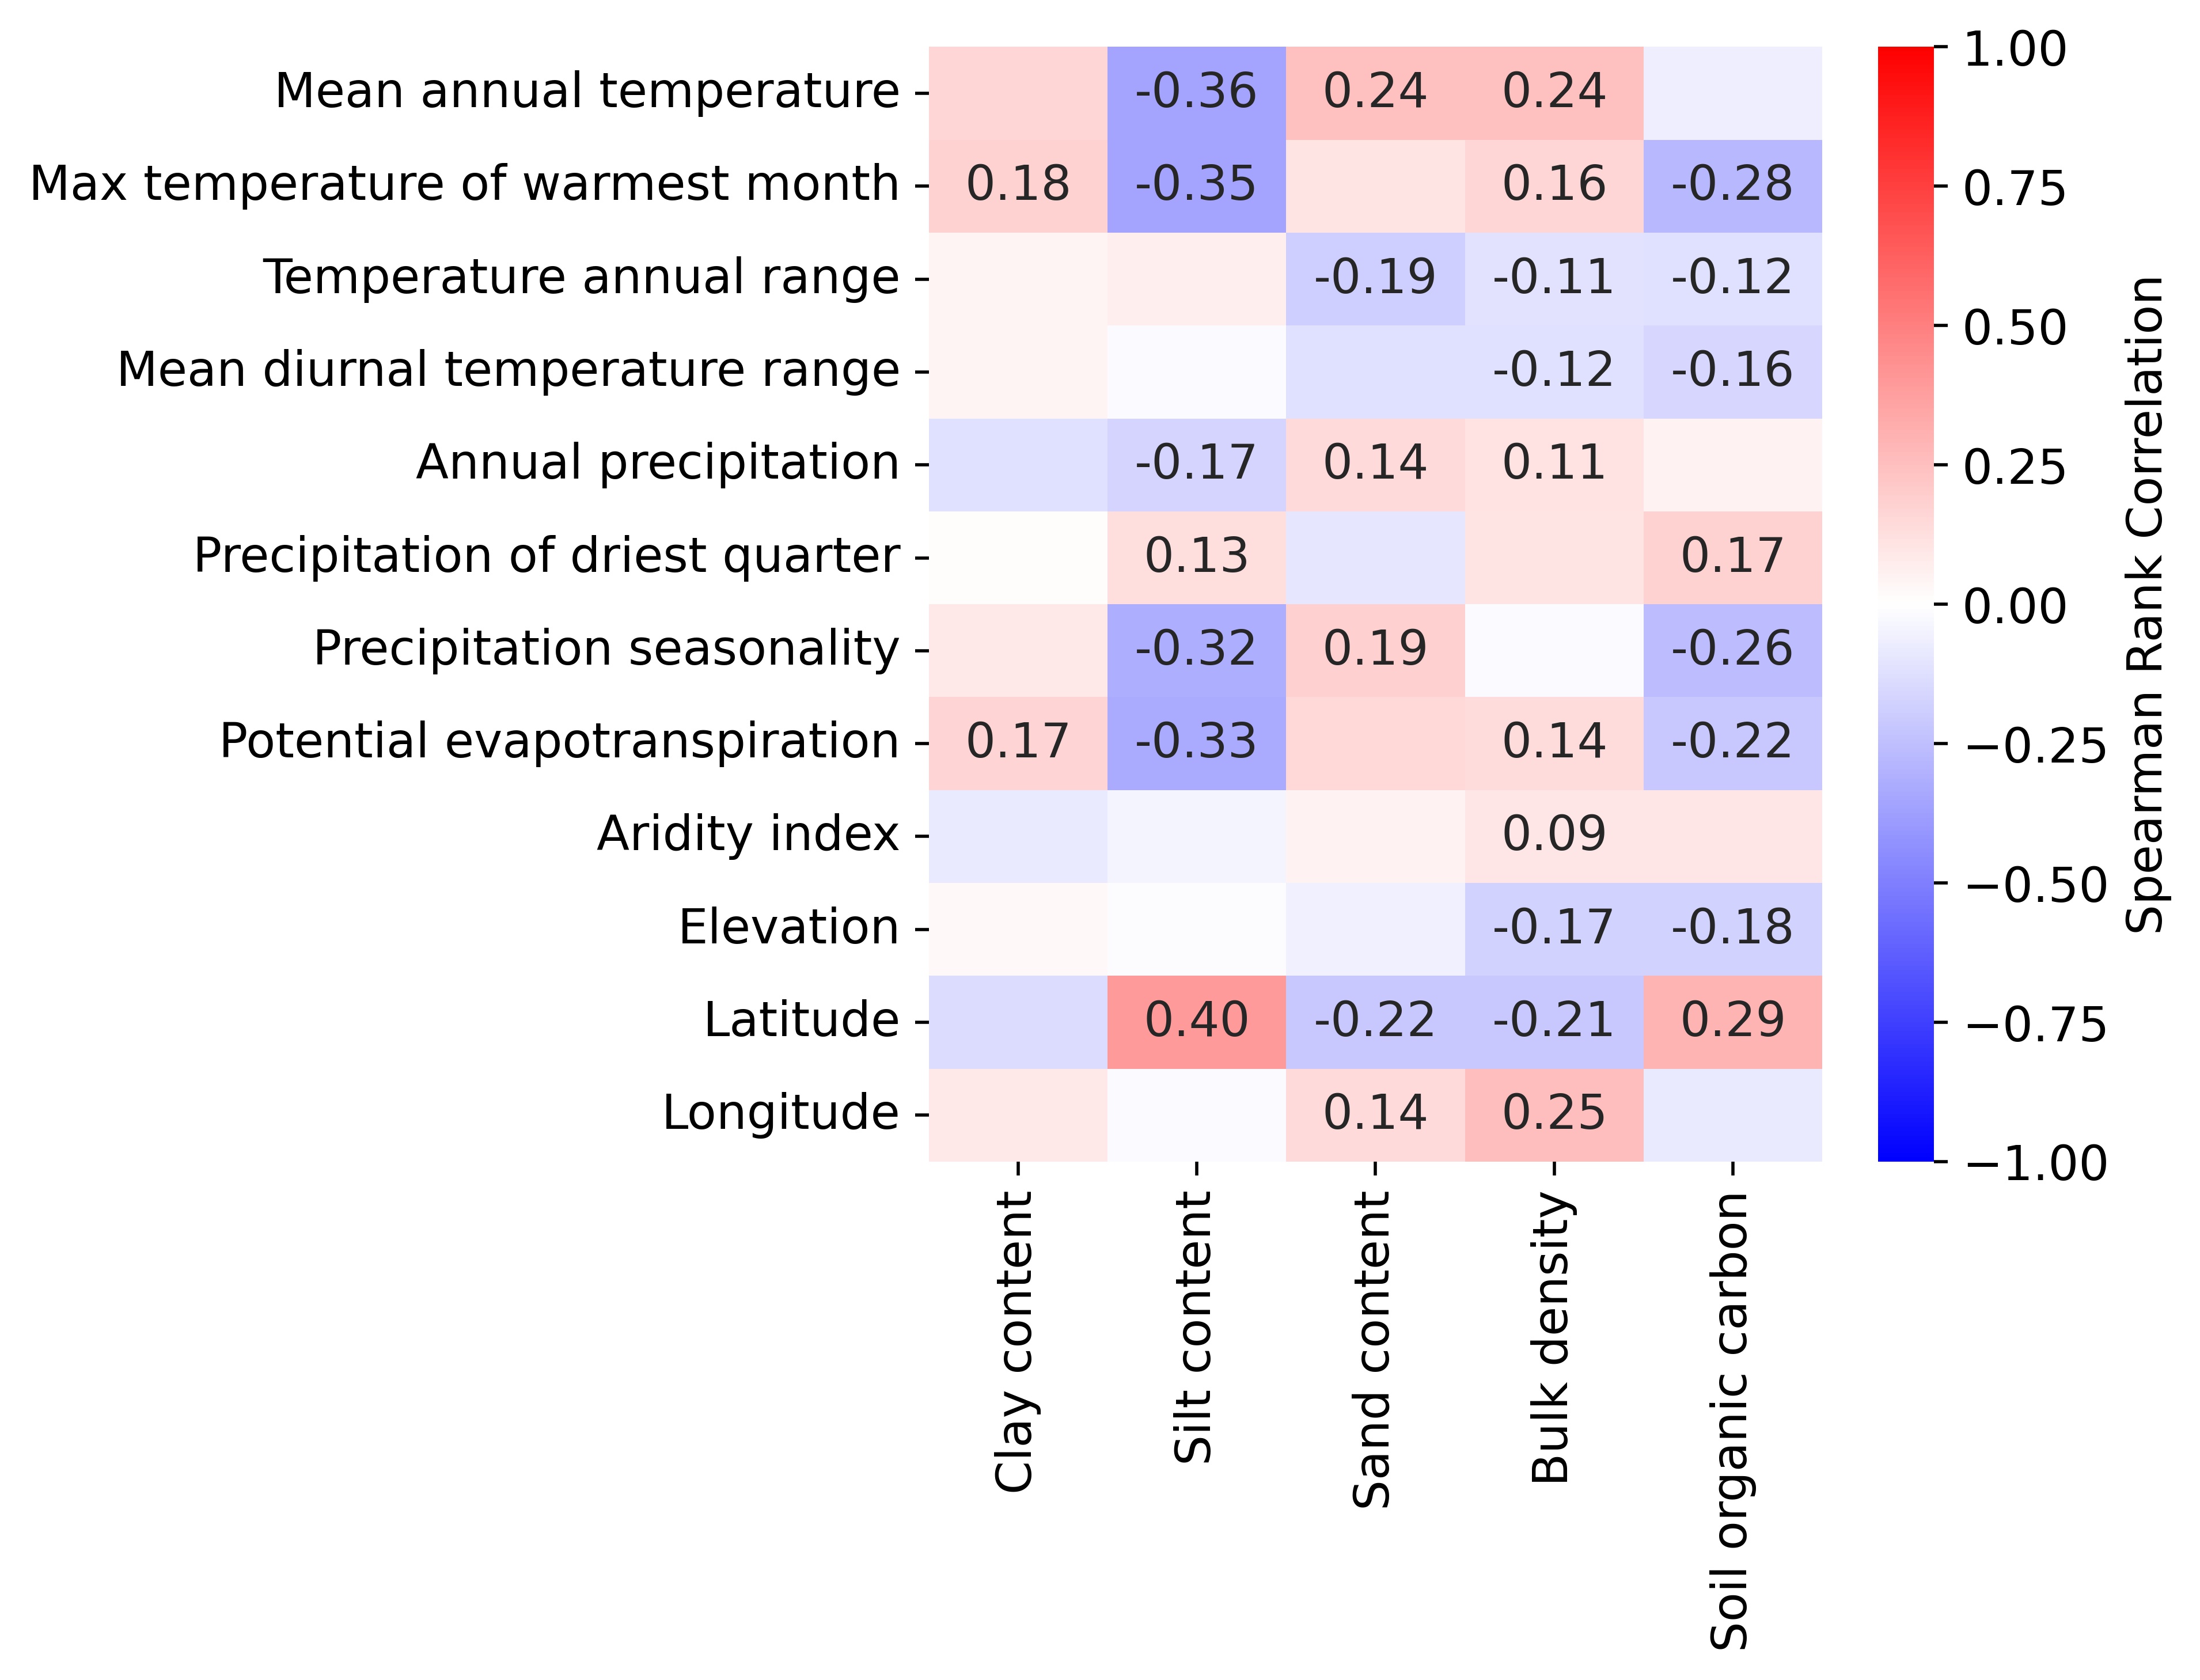 Mean annual temperature -0.36 0.24 0.24
Max temperature of warmest month 0.18 -0.35 0.16 -0.28
Temperature annual range -0.19 -0.11 -0.12
Mean diurnal temperature range -0.12 -0.16
Annual precipitation -0.17 0.14 0.11
Precipitation of driest quarter 0.13 0.17
Precipitation seasonality -0.32 0.19 -0.26
Potential evapotranspiration 0.17 -0.33 0.14 -0.22
Aridity index 0.09
Elevation -0.17 -0.18
Latitude 0.40 -0.22 -0.21 0.29
Longitude 0.14 0.25
Clay content
Silt content
Sand content
Bulk density
Soil organic carbon
1.00
0.75
0.50
0.25
0.00
−0.25
−0.50
−0.75
−1.00
Spearman Rank Correlation